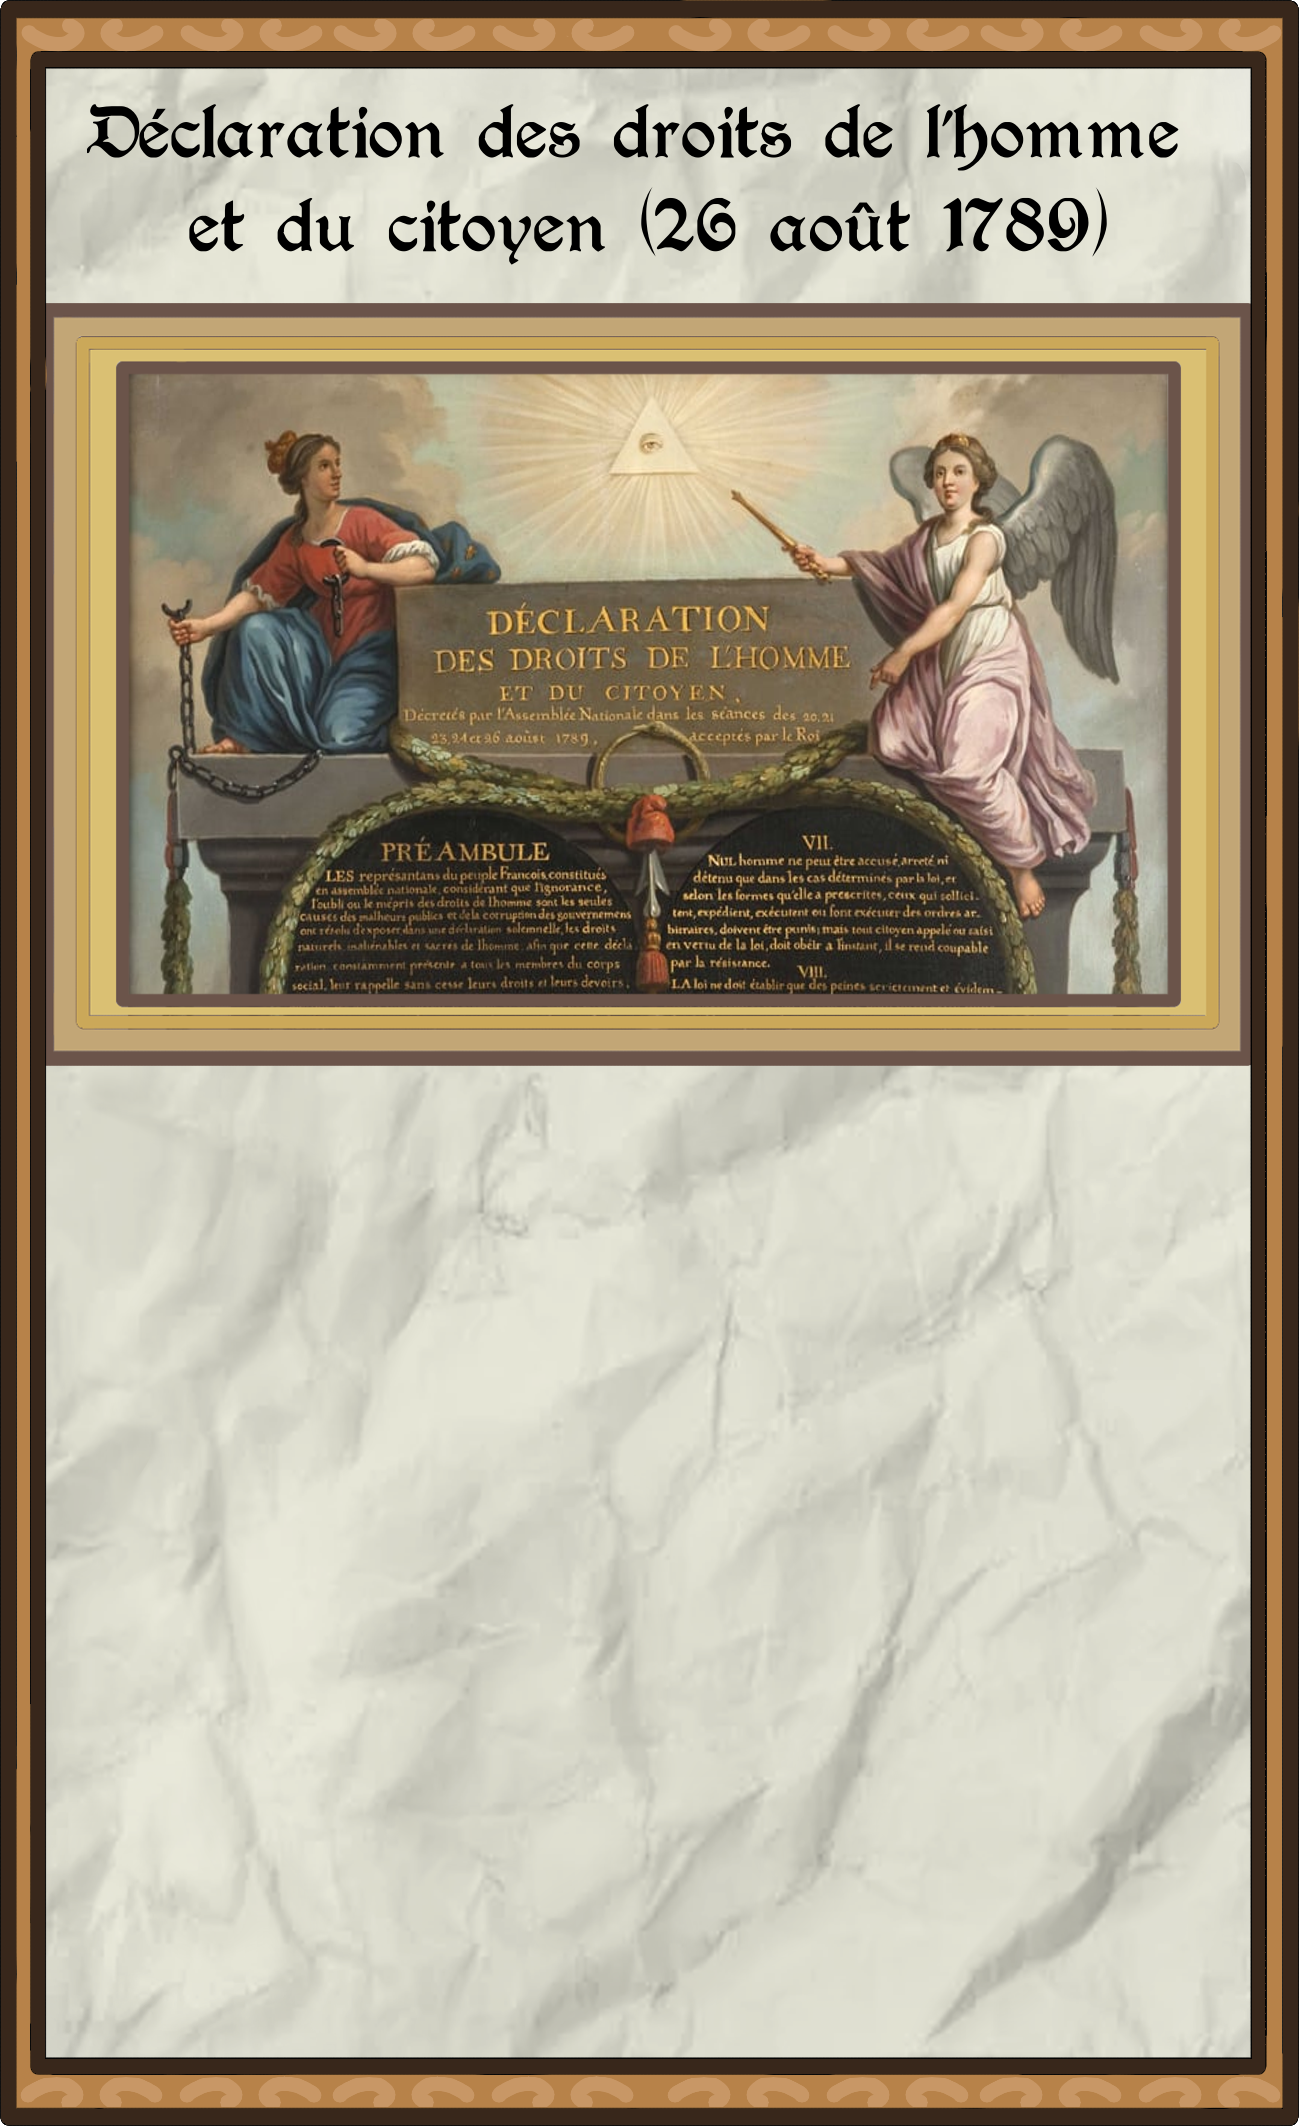 Déclaration des droits de l'homme
et du citoyen (26 août 1789)
DÉCLARATION
DES DROITS DE L'HOMME
ET DU CITOYEN,
Décretés par l'Assemblée Nationale dans les séances des 20, 21
23, 24 et 26 aoûst 1789, acceptés par le Roi
PRÉAMBULE
LES représantans du peuple Francois, constitués
en assemblée nationale, considérant que l'ignorance,
l'oubli ou le mépris des droits de l'homme sont les seules
causes des malheurs publics et de la corruption des gouvernemens
ont résolu d'exposer dans une déclaration solemnelle, les droits
naturels, inaliénables et sacrés de l'homme, afin que cette décla
ration, constamment présente a tous les membres du corps
social, leur rappelle sans cesse leurs droits et leurs devoirs,
VII.
NUL homme ne peut être accusé, arreté, ni
détenu que dans les cas déterminés par la loi, et
selon les formes qu'elle a prescrites, ceux qui sollici-
tent, expédient, exécutent ou font exécuter des ordres ar-
bitraires, doivent être punis; mais tout citoyen appelé ou saisi
en vertu de la loi, doit obéir a l'instant, il se rend coupable
par la résistance.
VIII.
LA loi ne doit établir que des peines strictement et évidem-